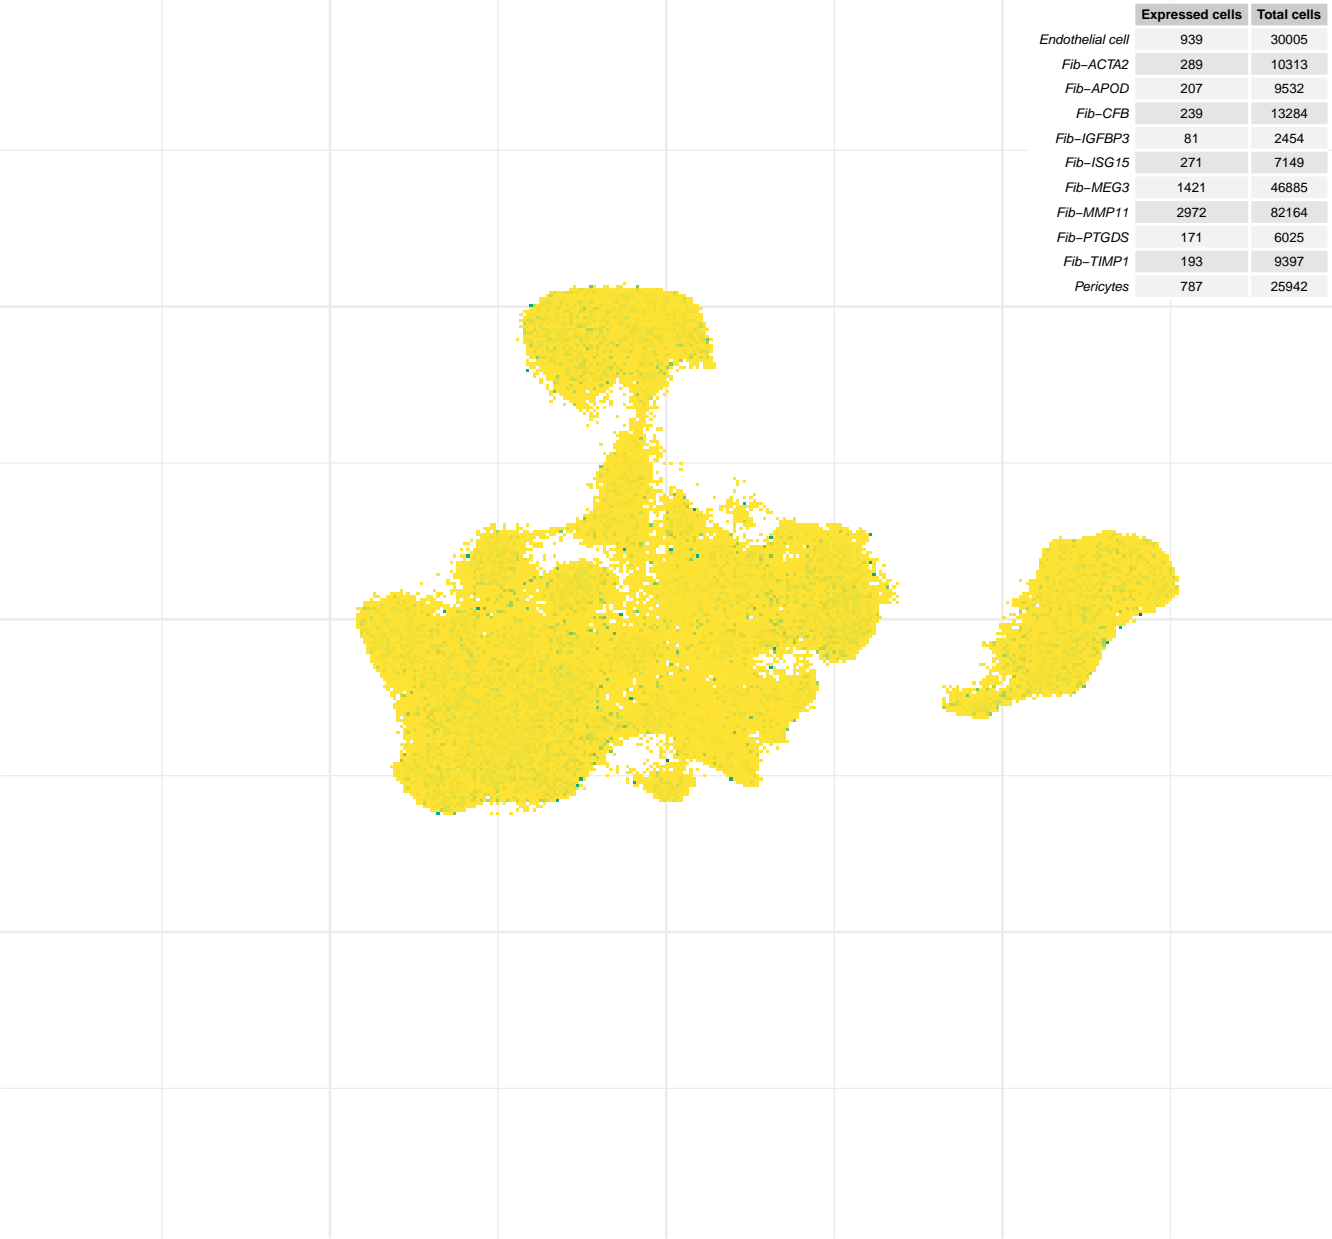 Expressed cells Total cells
Endothelial cell 939 30005
Fib−ACTA2 289 10313
Fib−APOD 207 9532
Fib−CFB 239 13284
Fib−IGFBP3 81 2454
Fib−ISG15 271 7149
Fib−MEG3 1421 46885
Fib−MMP11 2972 82164
Fib−PTGDS 171 6025
Fib−TIMP1 193 9397
Pericytes 787 25942